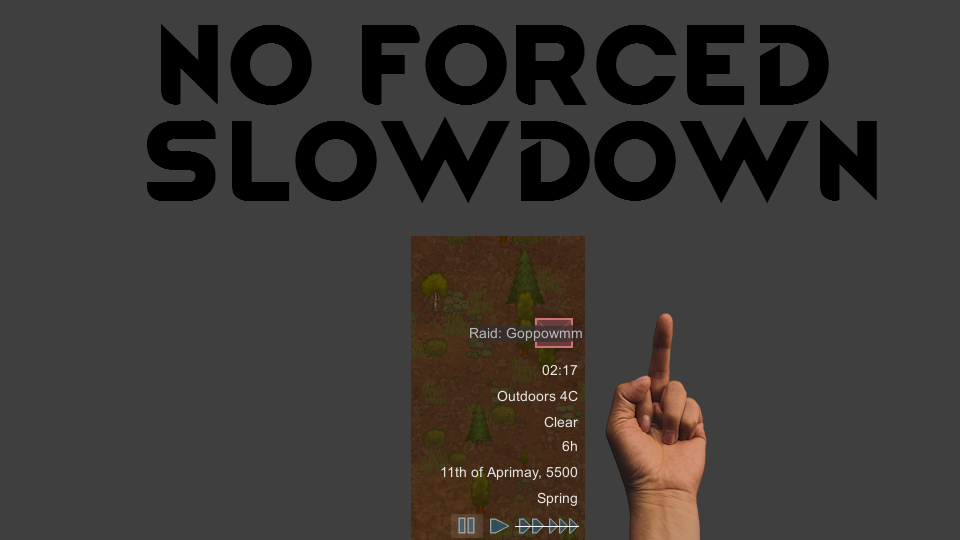 NO FORCED
SLOWDOWN
Raid: Goppowmm
02:17
Outdoors 4C
Clear
6h
11th of Aprimay, 5500
Spring